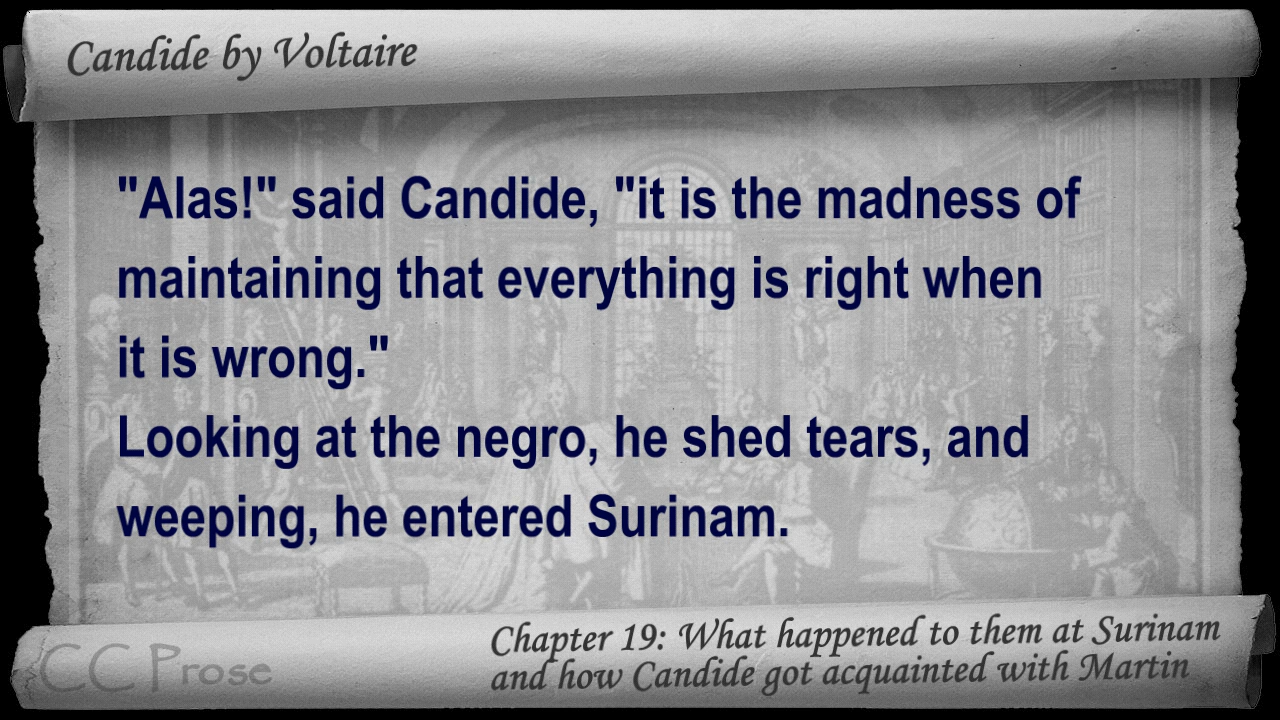 Candide by Voltaire
"Alas!" said Candide, "it is the madness of
maintaining that everything is right when
it is wrong."
Looking at the negro, he shed tears, and
weeping, he entered Surinam.
Chapter 19: What happened to them at Surinam
and how Candide got acquainted with Martin
CC Prose